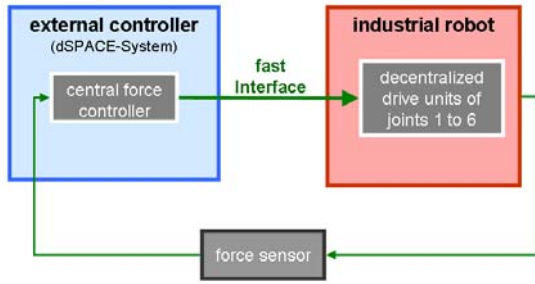 external controller
(dSPACE-System)
central force
controller
fast
Interface
industrial robot
decentralized
drive units of
joints 1 to 6
force sensor